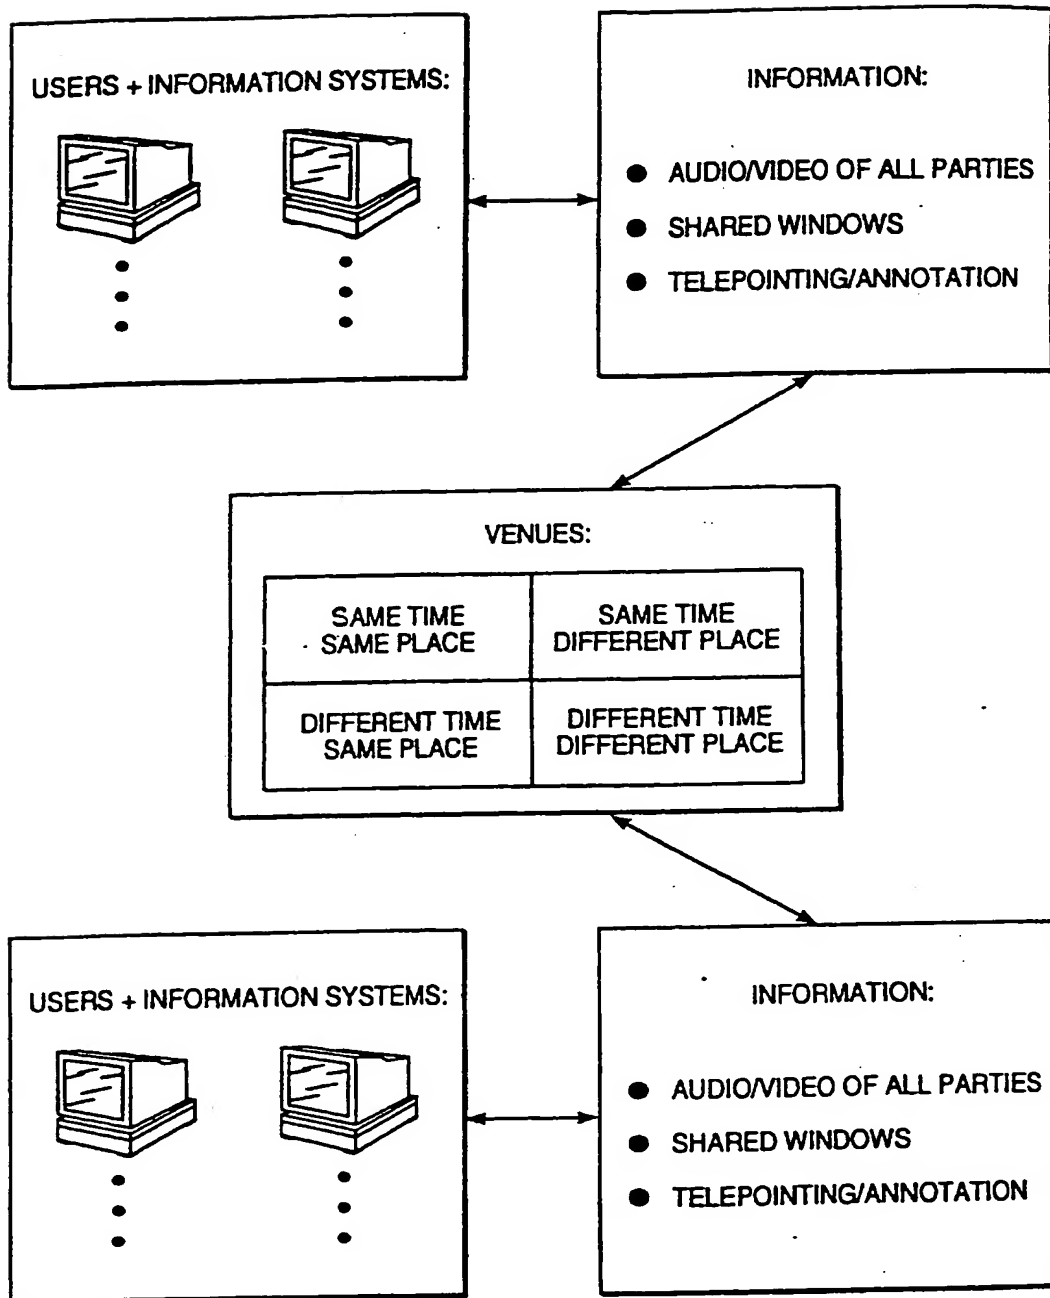 USERS + INFORMATION SYSTEMS:
INFORMATION:
● AUDIO/VIDEO OF ALL PARTIES
● SHARED WINDOWS
● TELEPOINTING/ANNOTATION
VENUES:
SAME TIME
SAME PLACE
SAME TIME
DIFFERENT PLACE
DIFFERENT TIME
SAME PLACE
DIFFERENT TIME
DIFFERENT PLACE
USERS + INFORMATION SYSTEMS:
INFORMATION:
● AUDIO/VIDEO OF ALL PARTIES
● SHARED WINDOWS
● TELEPOINTING/ANNOTATION